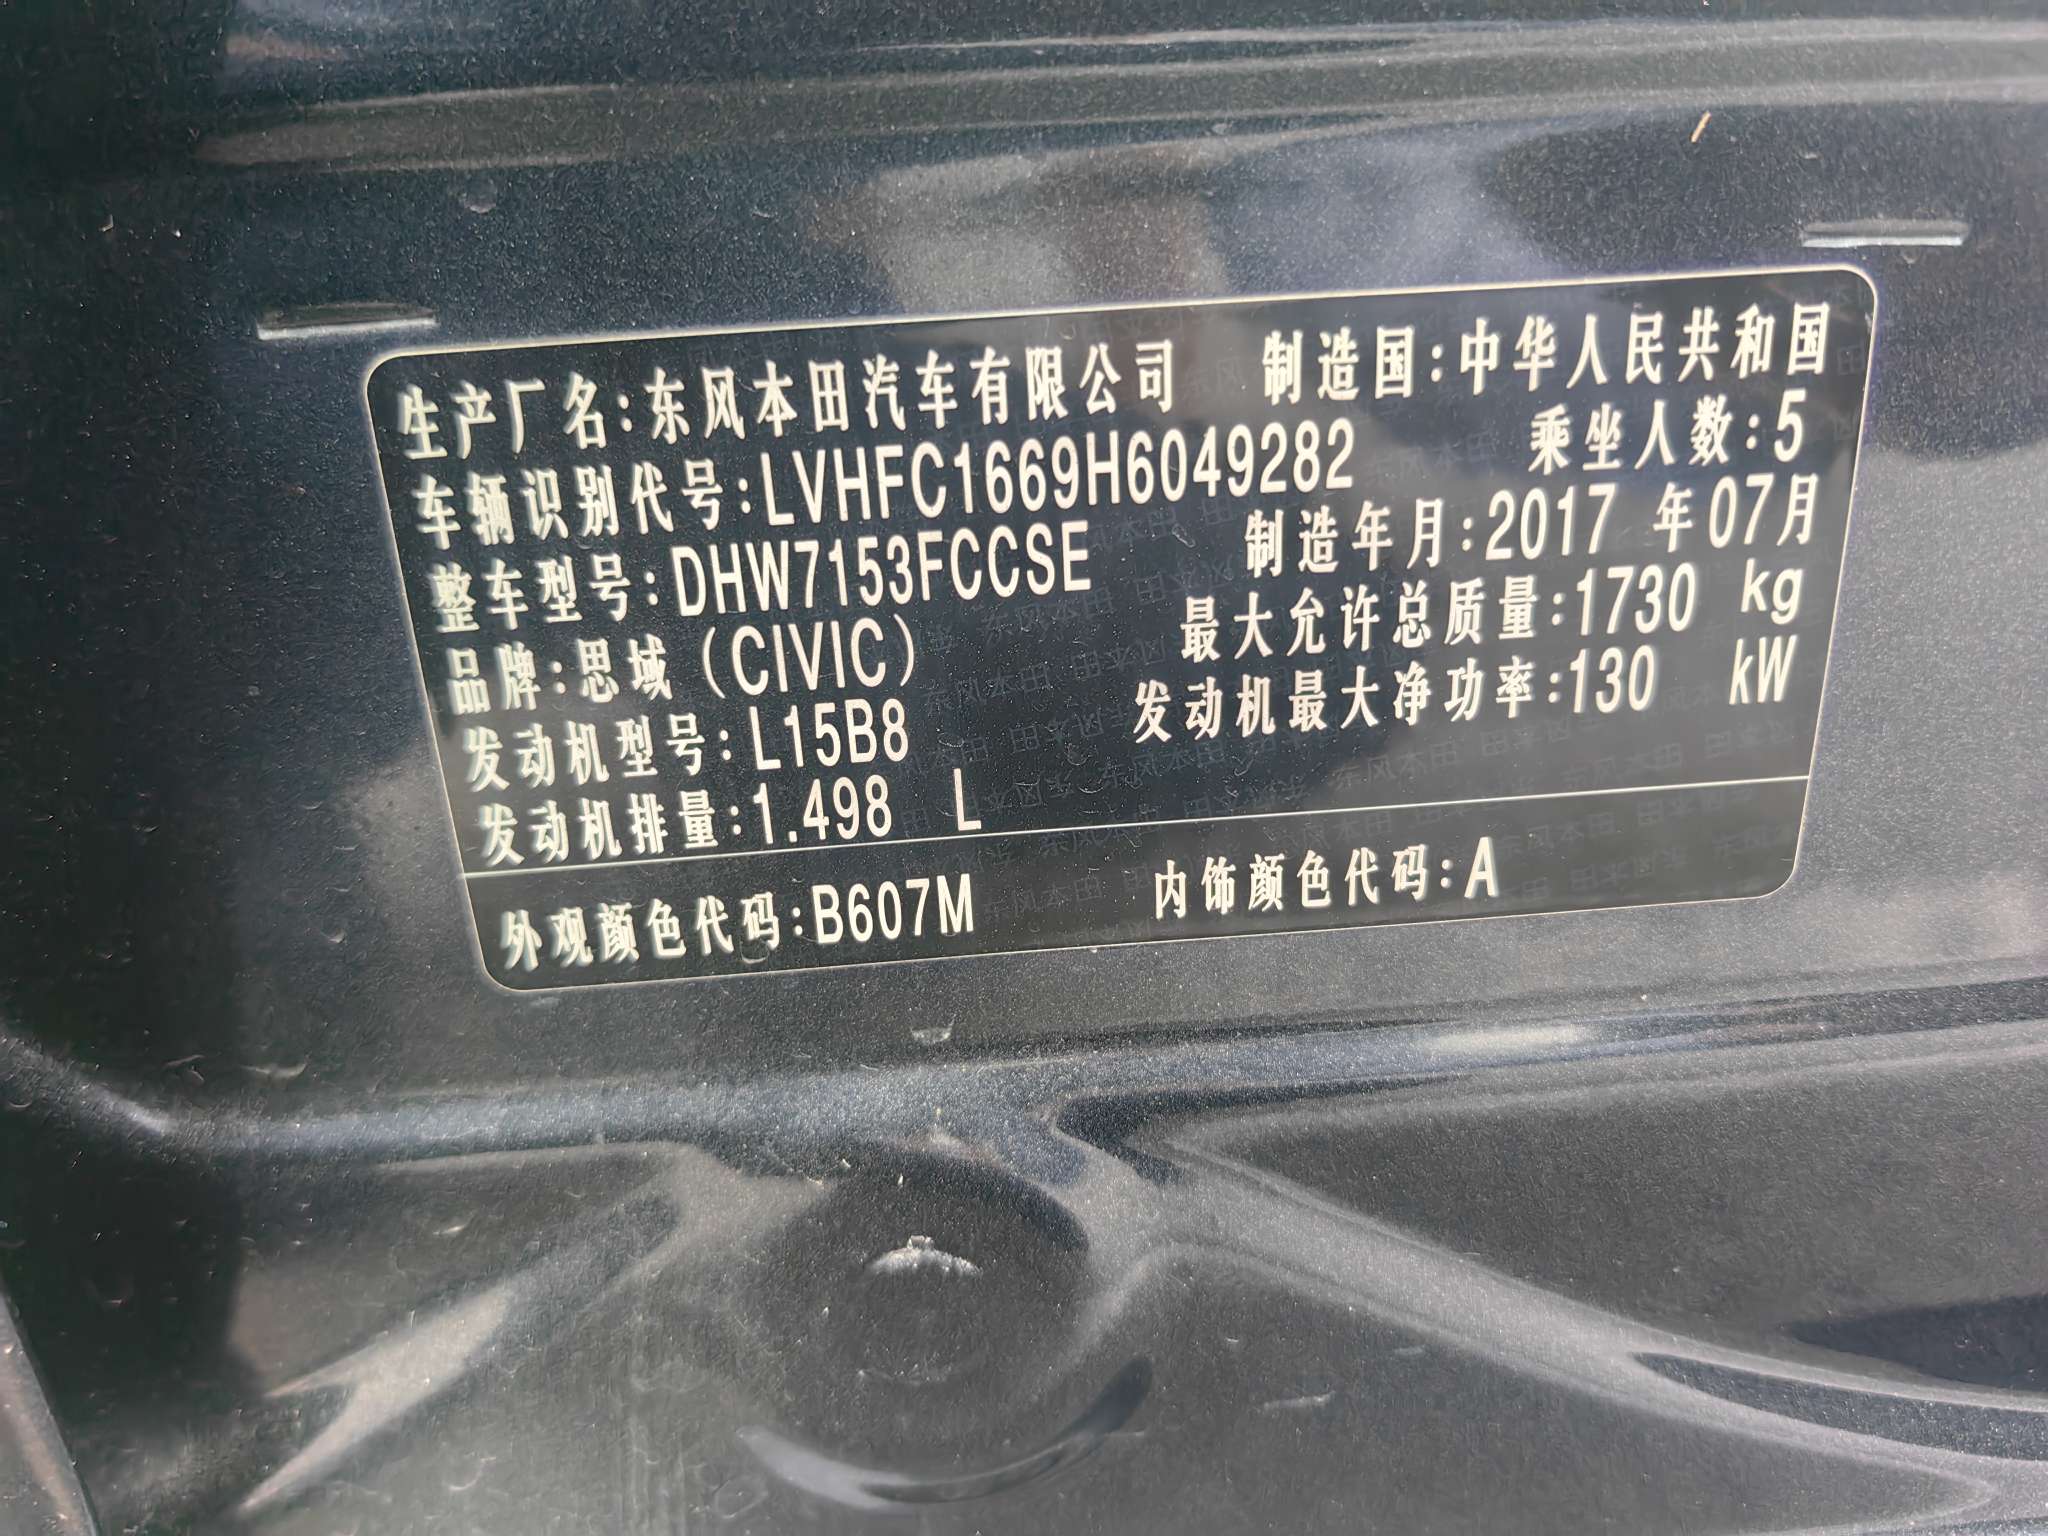 生产厂名:东风本田汽车有限公司 制造国:中华人民共和国
车辆识别代号:LVHFC1669H6049282 乘坐人数:5
整车型号:DHW7153FCCSE 制造年月:2017 年07月
品牌:思域（CIVIC） 最大允许总质量:1730 kg
发动机型号:L15B8 发动机最大净功率:130 kW
发动机排量:1.498 L
外观颜色代码:B607M 内饰颜色代码:A